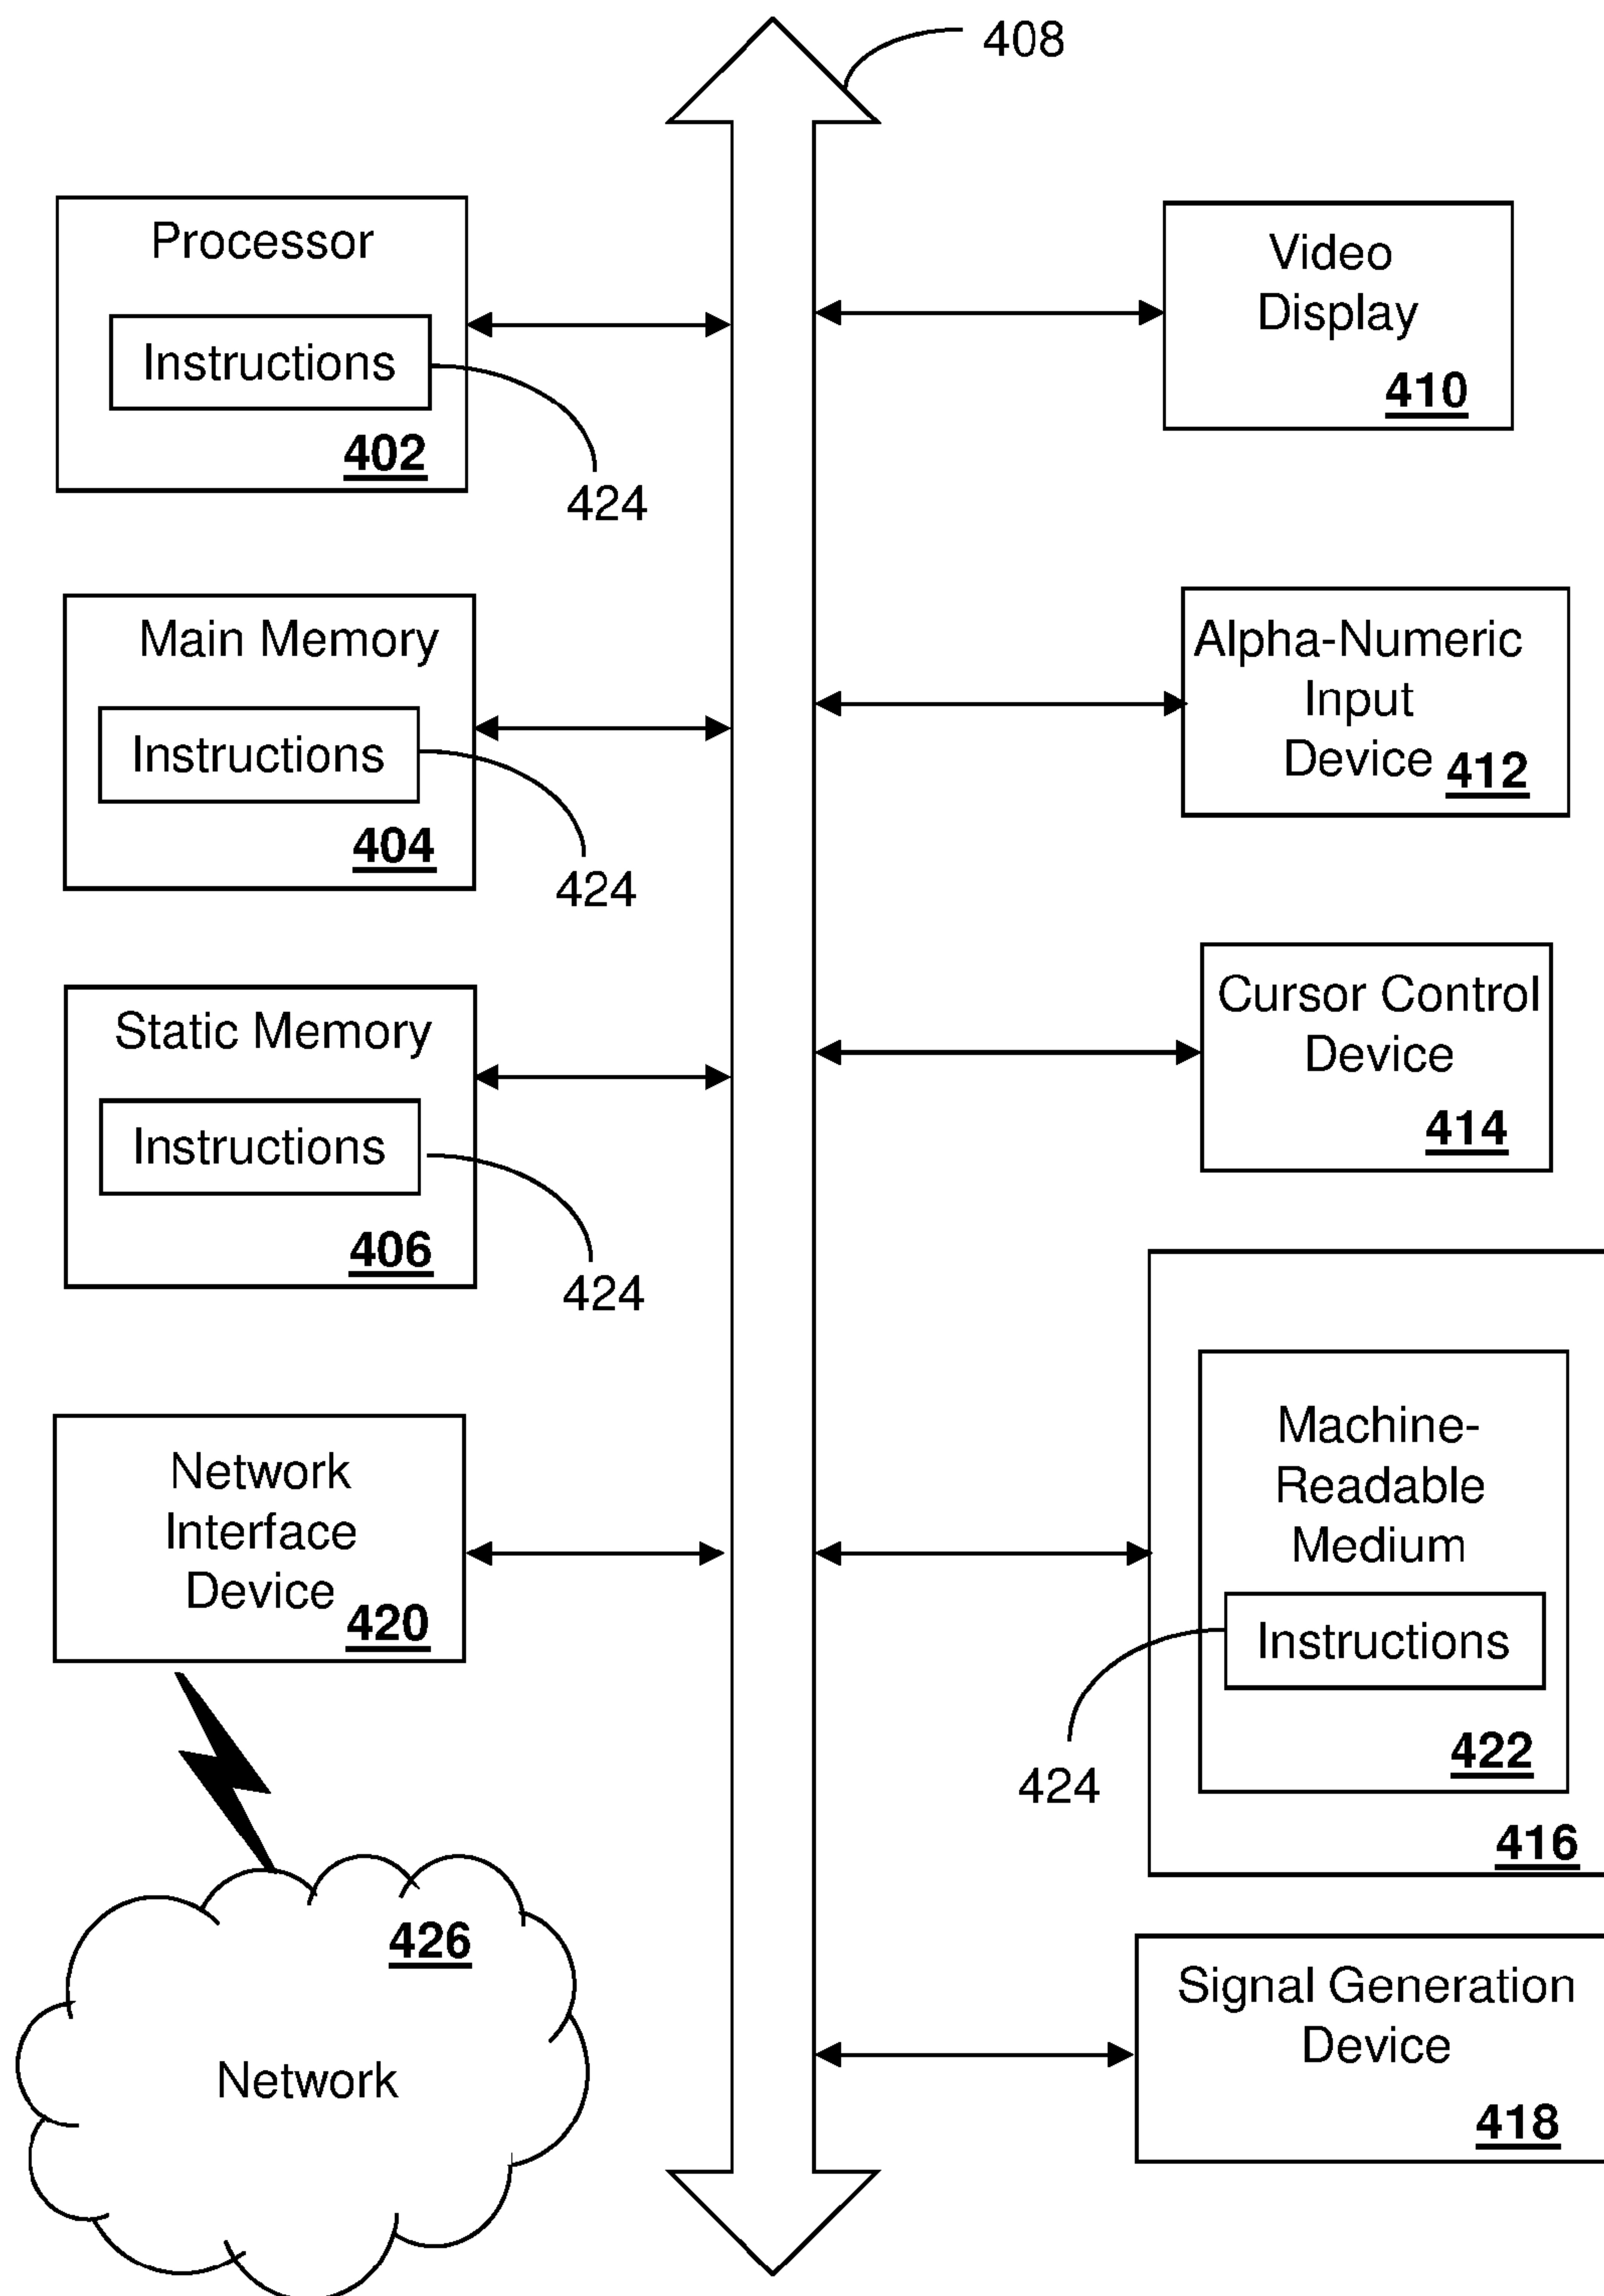 408
Processor
Instructions
402
424
Main Memory
Instructions
404
424
Static Memory
Instructions
406
424
Network
Interface
Device
420
426
Network
Video
Display
410
Alpha-Numeric
Input
Device
412
Cursor Control
Device
414
Machine-
Readable
Medium
Instructions
424
422
416
Signal Generation
Device
418